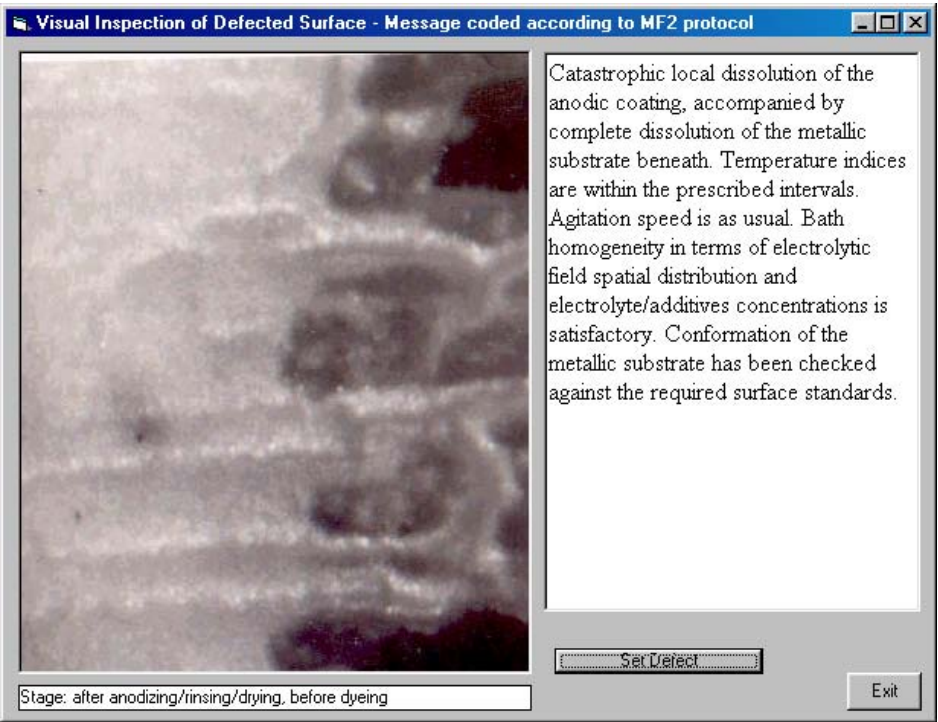 Visual Inspection of Defected Surface - Message coded according to MF2 protocol
Catastrophic local dissolution of the
anodic coating, accompanied by
complete dissolution of the metallic
substrate beneath. Temperature indices
are within the prescribed intervals.
Agitation speed is as usual. Bath
homogeneity in terms of electrolytic
field spatial distribution and
electrolyte/additives concentrations is
satisfactory. Conformation of the
metallic substrate has been checked
against the required surface standards.
Set Defect
Stage: after anodizing/rinsing/drying, before dyeing
Exit